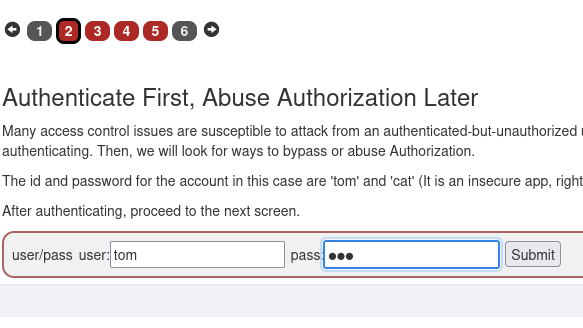 1 2 3 4 5 6
Authenticate First, Abuse Authorization Later
Many access control issues are susceptible to attack from an authenticated-but-unauthorized
authenticating. Then, we will look for ways to bypass or abuse Authorization.
The id and password for the account in this case are 'tom' and 'cat' (It is an insecure app, right
After authenticating, proceed to the next screen.
user/pass user: tom pass: ●●● Submit